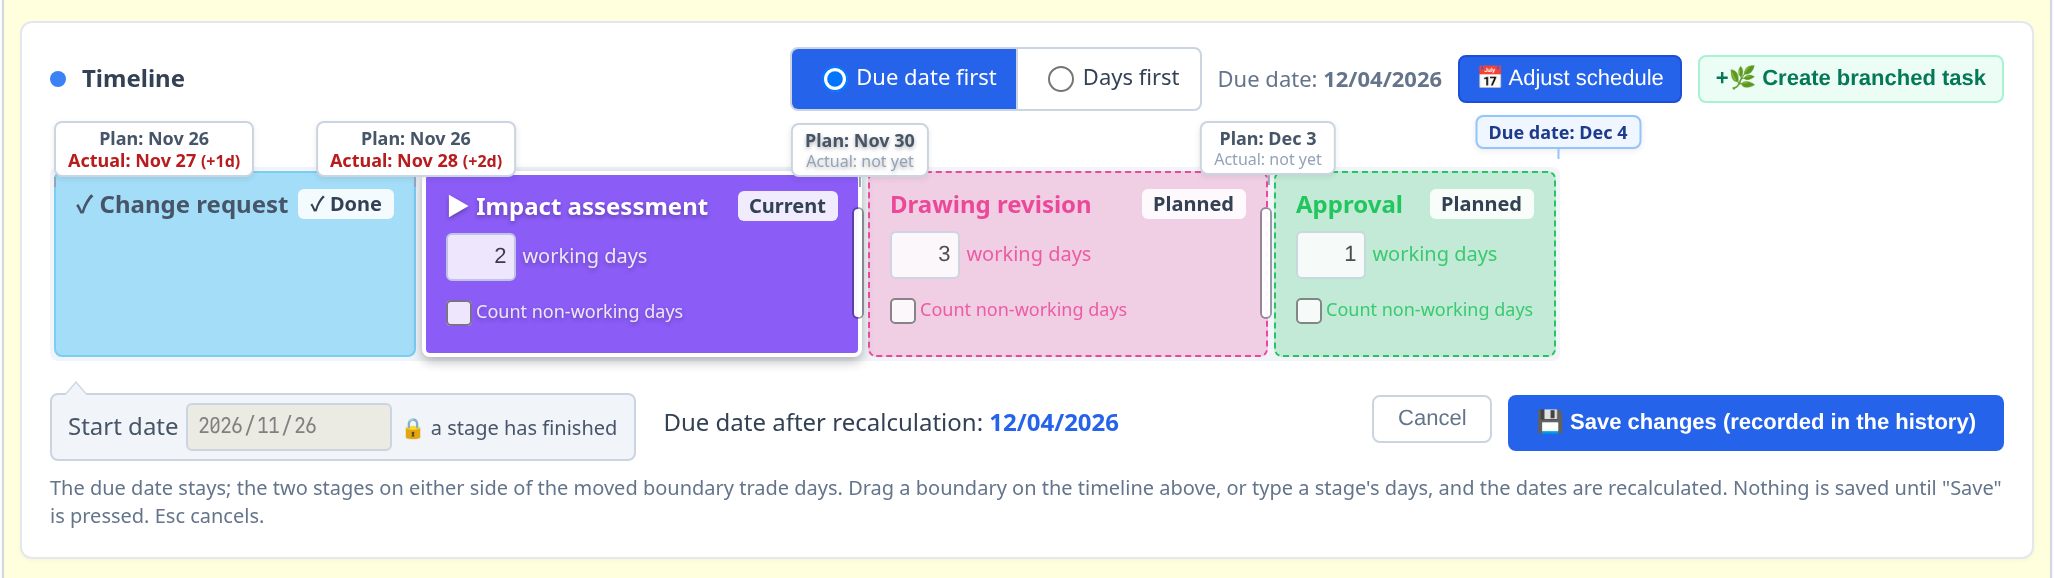 Timeline
Due date first
Days first
Due date: 12/04/2026
📅 Adjust schedule
+🌿 Create branched task
Plan: Nov 26
Actual: Nov 27 (+1d)
Plan: Nov 26
Actual: Nov 28 (+2d)
Plan: Nov 30
Actual: not yet
Plan: Dec 3
Actual: not yet
Due date: Dec 4
✓ Change request
✓ Done
▶ Impact assessment
Current
2 working days
Count non-working days
Drawing revision
Planned
3 working days
Count non-working days
Approval
Planned
1 working days
Count non-working days
Start date 2026/11/26 🔒 a stage has finished
Due date after recalculation: 12/04/2026
Cancel
💾 Save changes (recorded in the history)
The due date stays; the two stages on either side of the moved boundary trade days. Drag a boundary on the timeline above, or type a stage's days, and the dates are recalculated. Nothing is saved until "Save"
is pressed. Esc cancels.